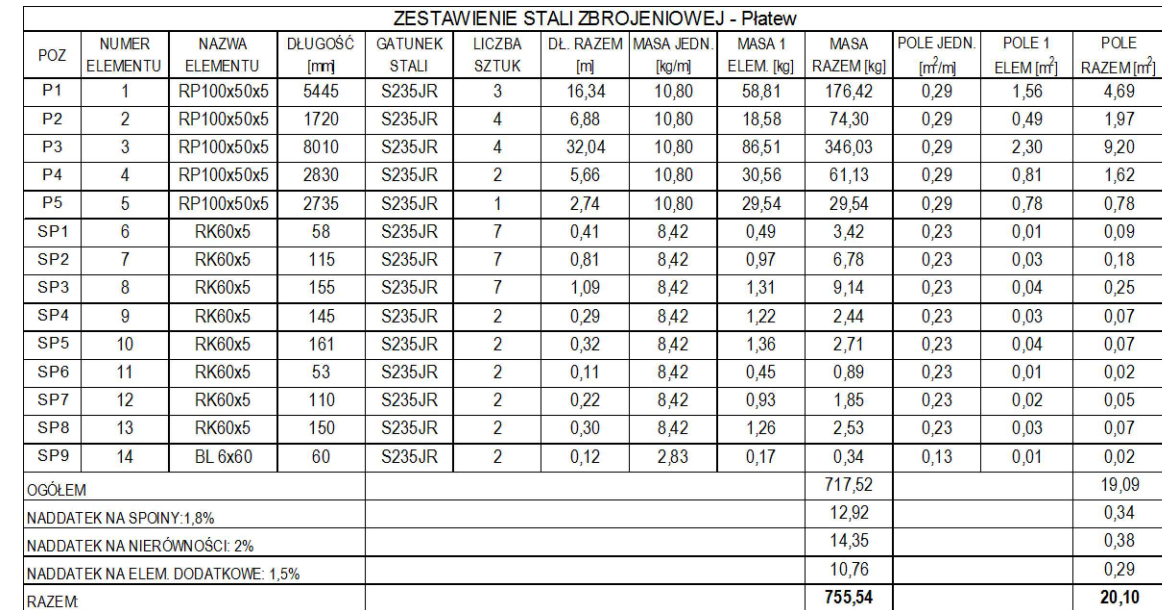 ZESTAWIENIE STALI ZBROJENIOWEJ - Płatew
POZ NUMER ELEMENTU NAZWA ELEMENTU DŁUGOŚĆ [mm] GATUNEK STALI LICZBA SZTUK DŁ. RAZEM [m] MASA JEDN. [kg/m] MASA 1 ELEM. [kg] MASA RAZEM [kg] POLE JEDN. [m²/m] POLE 1 ELEM [m²] POLE RAZEM [m²]
P1 1 RP100x50x5 5445 S235JR 3 16,34 10,80 58,81 176,42 0,29 1,56 4,69
P2 2 RP100x50x5 1720 S235JR 4 6,88 10,80 18,58 74,30 0,29 0,49 1,97
P3 3 RP100x50x5 8010 S235JR 4 32,04 10,80 86,51 346,03 0,29 2,30 9,20
P4 4 RP100x50x5 2830 S235JR 2 5,66 10,80 30,56 61,13 0,29 0,81 1,62
P5 5 RP100x50x5 2735 S235JR 1 2,74 10,80 29,54 29,54 0,29 0,78 0,78
SP1 6 RK60x5 58 S235JR 7 0,41 8,42 0,49 3,42 0,23 0,01 0,09
SP2 7 RK60x5 115 S235JR 7 0,81 8,42 0,97 6,78 0,23 0,03 0,18
SP3 8 RK60x5 155 S235JR 7 1,09 8,42 1,31 9,14 0,23 0,04 0,25
SP4 9 RK60x5 145 S235JR 2 0,29 8,42 1,22 2,44 0,23 0,03 0,07
SP5 10 RK60x5 161 S235JR 2 0,32 8,42 1,36 2,71 0,23 0,04 0,07
SP6 11 RK60x5 53 S235JR 2 0,11 8,42 0,45 0,89 0,23 0,01 0,02
SP7 12 RK60x5 110 S235JR 2 0,22 8,42 0,93 1,85 0,23 0,02 0,05
SP8 13 RK60x5 150 S235JR 2 0,30 8,42 1,26 2,53 0,23 0,03 0,07
SP9 14 BL 6x60 60 S235JR 2 0,12 2,83 0,17 0,34 0,13 0,01 0,02
OGÓŁEM 717,52 19,09
NADDATEK NA SPOINY:1,8% 12,92 0,34
NADDATEK NA NIERÓWNOŚCI: 2% 14,35 0,38
NADDATEK NA ELEM. DODATKOWE: 1,5% 10,76 0,29
RAZEM: 755,54 20,10